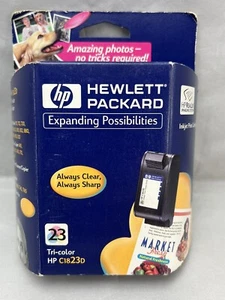 Amazing photos –
no tricks required!
hp
HEWLETT
PACKARD
Expanding Possibilities
Always Clear,
Always Sharp
23
Tri-color
HP C1823D
MARKET